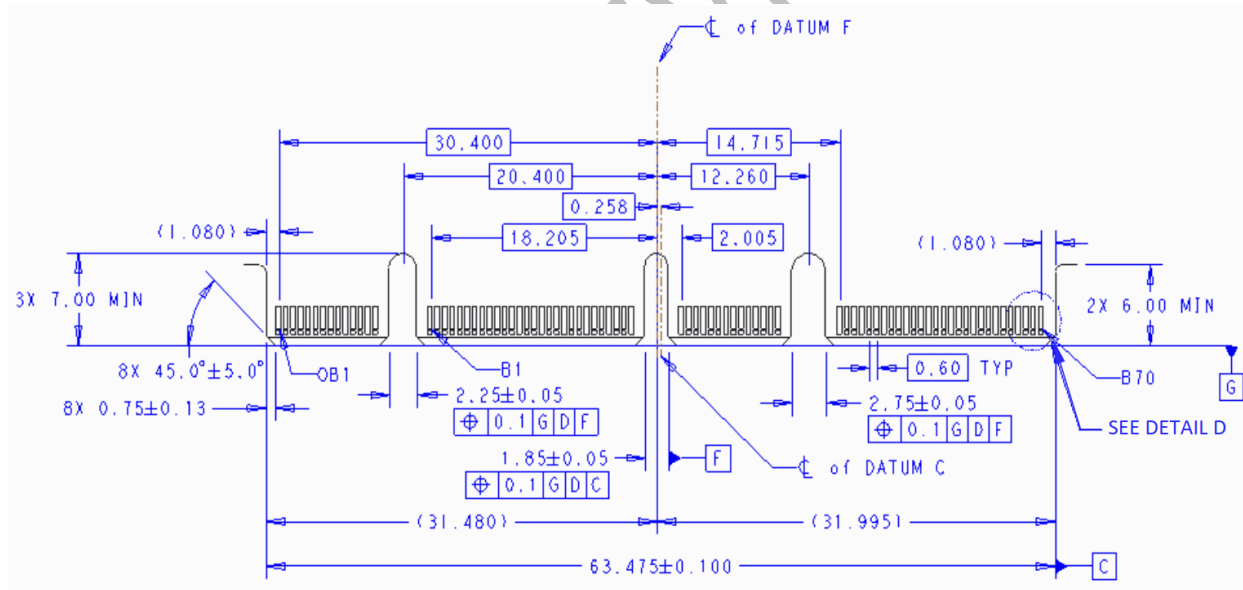 ℄ of DATUM F
30.400
14.715
20.400
12.260
0.258
(1.080)
18.205
2.005
(1.080)
3X 7.00 MIN
2X 6.00 MIN
8X 45.0°±5.0°
OB1
B1
0.60 TYP
B70
G
8X 0.75±0.13
2.25±0.05
2.75±0.05
⌖ 0.1 G D F
⌖ 0.1 G D F
SEE DETAIL D
1.85±0.05
F
℄ of DATUM C
⌖ 0.1 G D C
(31.480)
(31.995)
63.475±0.100
C